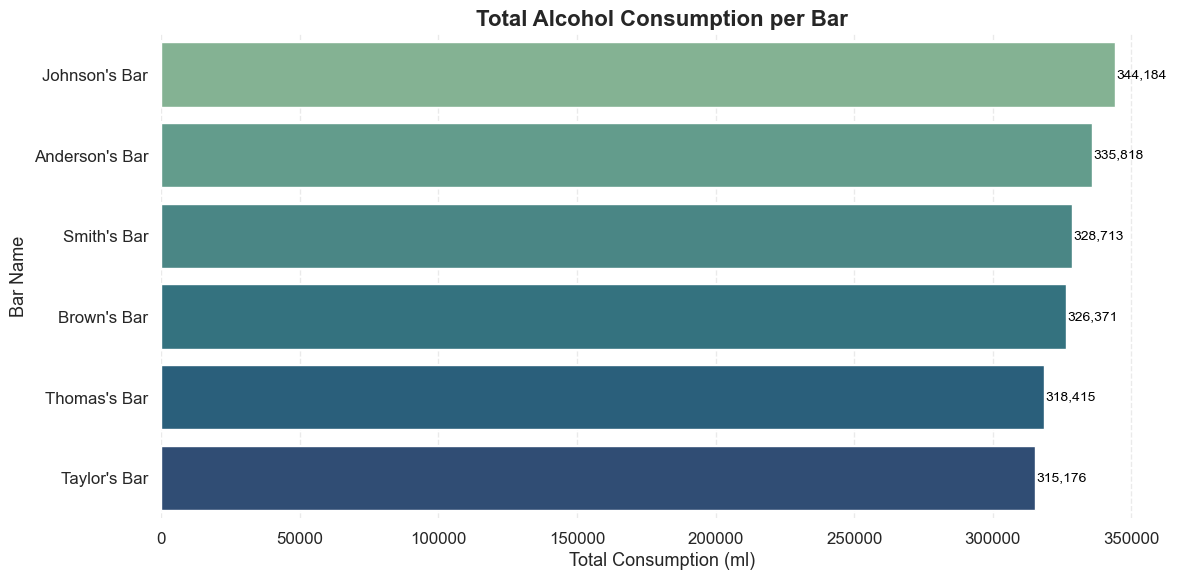 Total Alcohol Consumption per Bar
Bar Name
Johnson's Bar 344,184
Anderson's Bar 335,818
Smith's Bar 328,713
Brown's Bar 326,371
Thomas's Bar 318,415
Taylor's Bar 315,176
0 50000 100000 150000 200000 250000 300000 350000
Total Consumption (ml)